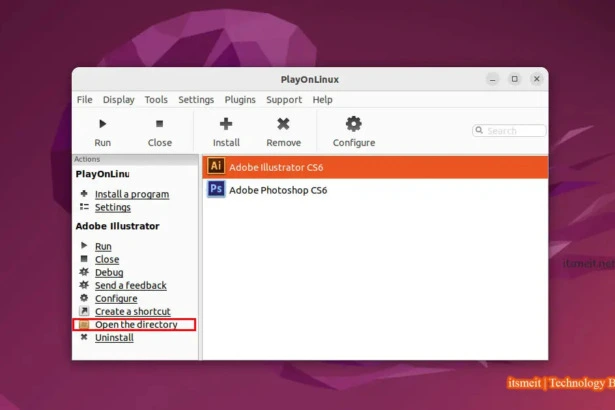 PlayOnLinux
File Display Tools Settings Plugins Support Help
Run Close Install Remove Configure Search
Actions
PlayOnLinu
Install a program
Settings
Adobe Illustrator
Run
Close
Debug
Send a feedback
Configure
Create a shortcut
Open the directory
Uninstall
Ai Adobe Illustrator CS6
Ps Adobe Photoshop CS6
itsmeit | Technology B